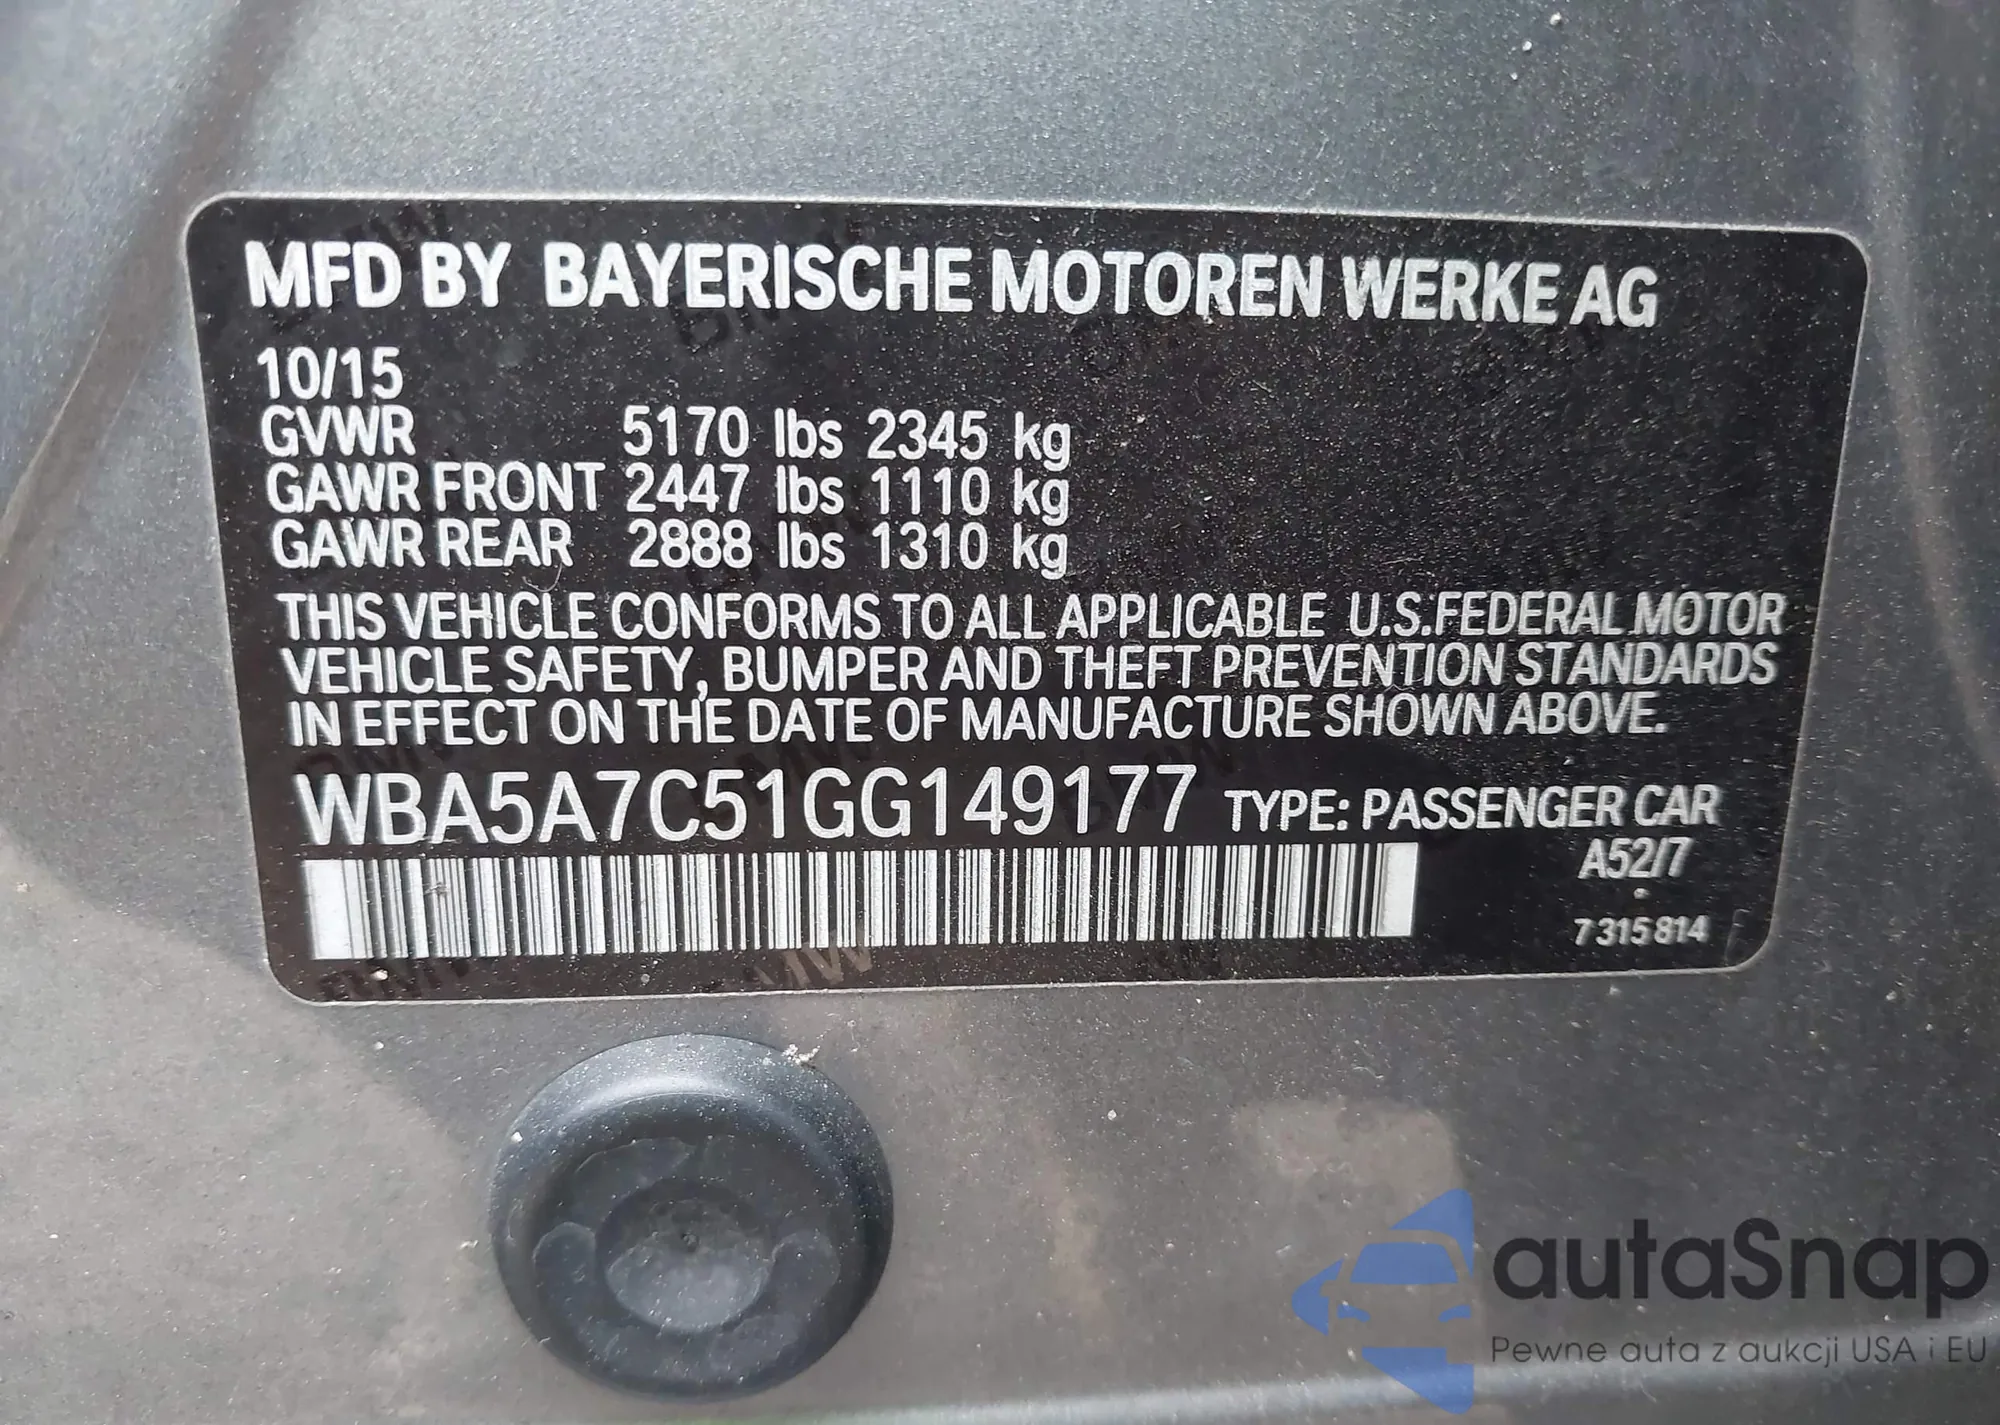 MFD BY BAYERISCHE MOTOREN WERKE AG
10/15
GVWR 5170 lbs 2345 kg
GAWR FRONT 2447 lbs 1110 kg
GAWR REAR 2888 lbs 1310 kg
THIS VEHICLE CONFORMS TO ALL APPLICABLE U.S.FEDERAL MOTOR
VEHICLE SAFETY, BUMPER AND THEFT PREVENTION STANDARDS
IN EFFECT ON THE DATE OF MANUFACTURE SHOWN ABOVE.
WBA5A7C51GG149177 TYPE: PASSENGER CAR
A52/7
7 315 814
autaSnap
Pewne auta z aukcji USA i EU